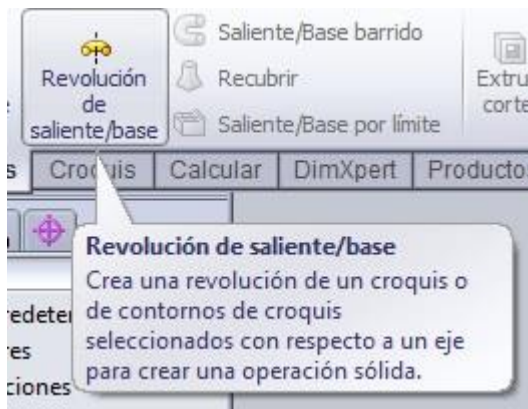 Revolución
de
saliente/base
Saliente/Base barrido
Recubrir
Saliente/Base por límite
Extru
corte
Croquis
Calcular
DimXpert
Producto
Revolución de saliente/base
Crea una revolución de un croquis o
de contornos de croquis
seleccionados con respecto a un eje
para crear una operación sólida.
redeter
res
ciones